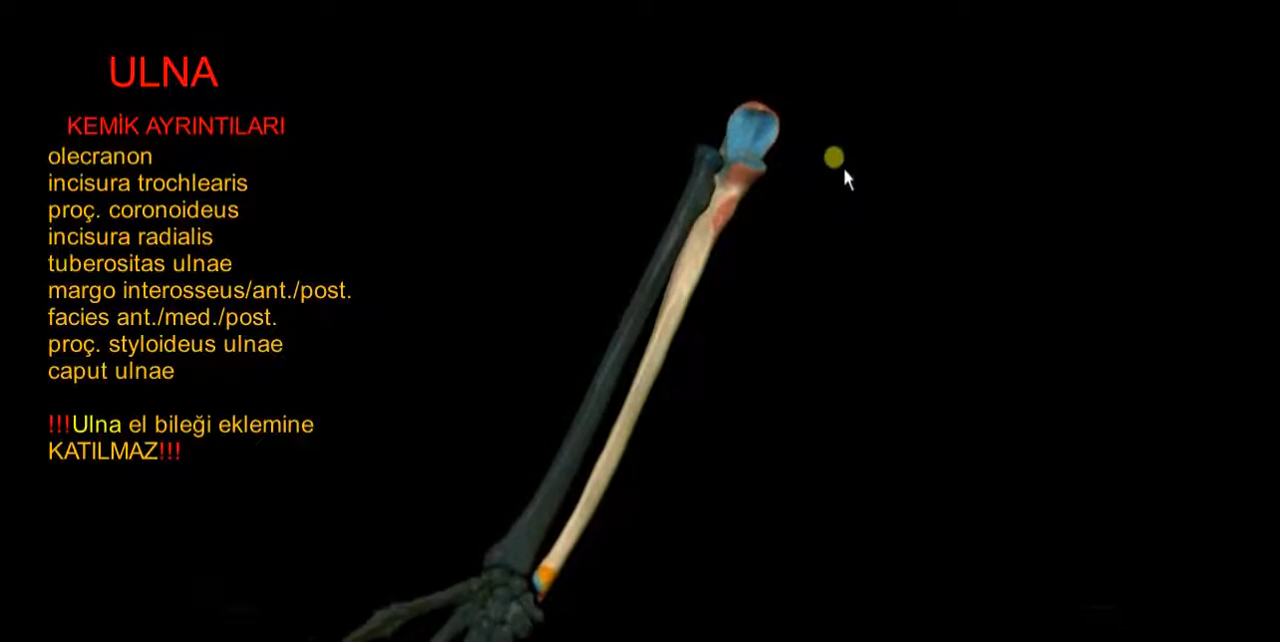 ULNA
KEMİK AYRINTILARI
olecranon
incisura trochlearis
proç. coronoideus
incisura radialis
tuberositas ulnae
margo interosseus/ant./post.
facies ant./med./post.
proç. styloideus ulnae
caput ulnae
!!!Ulna el bileği eklemine
KATILMAZ!!!